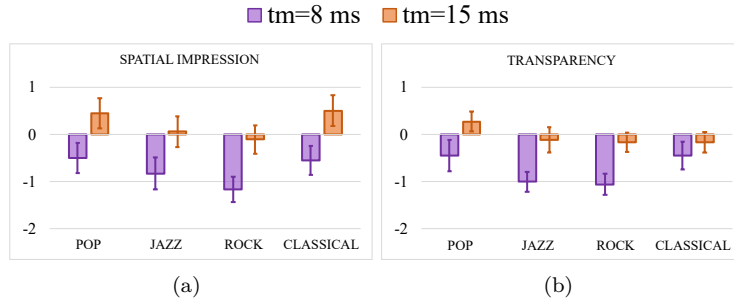 tm=8 ms tm=15 ms
SPATIAL IMPRESSION
1
0
-1
-2
POP JAZZ ROCK CLASSICAL
(a)
TRANSPARENCY
1
0
-1
-2
POP JAZZ ROCK CLASSICAL
(b)